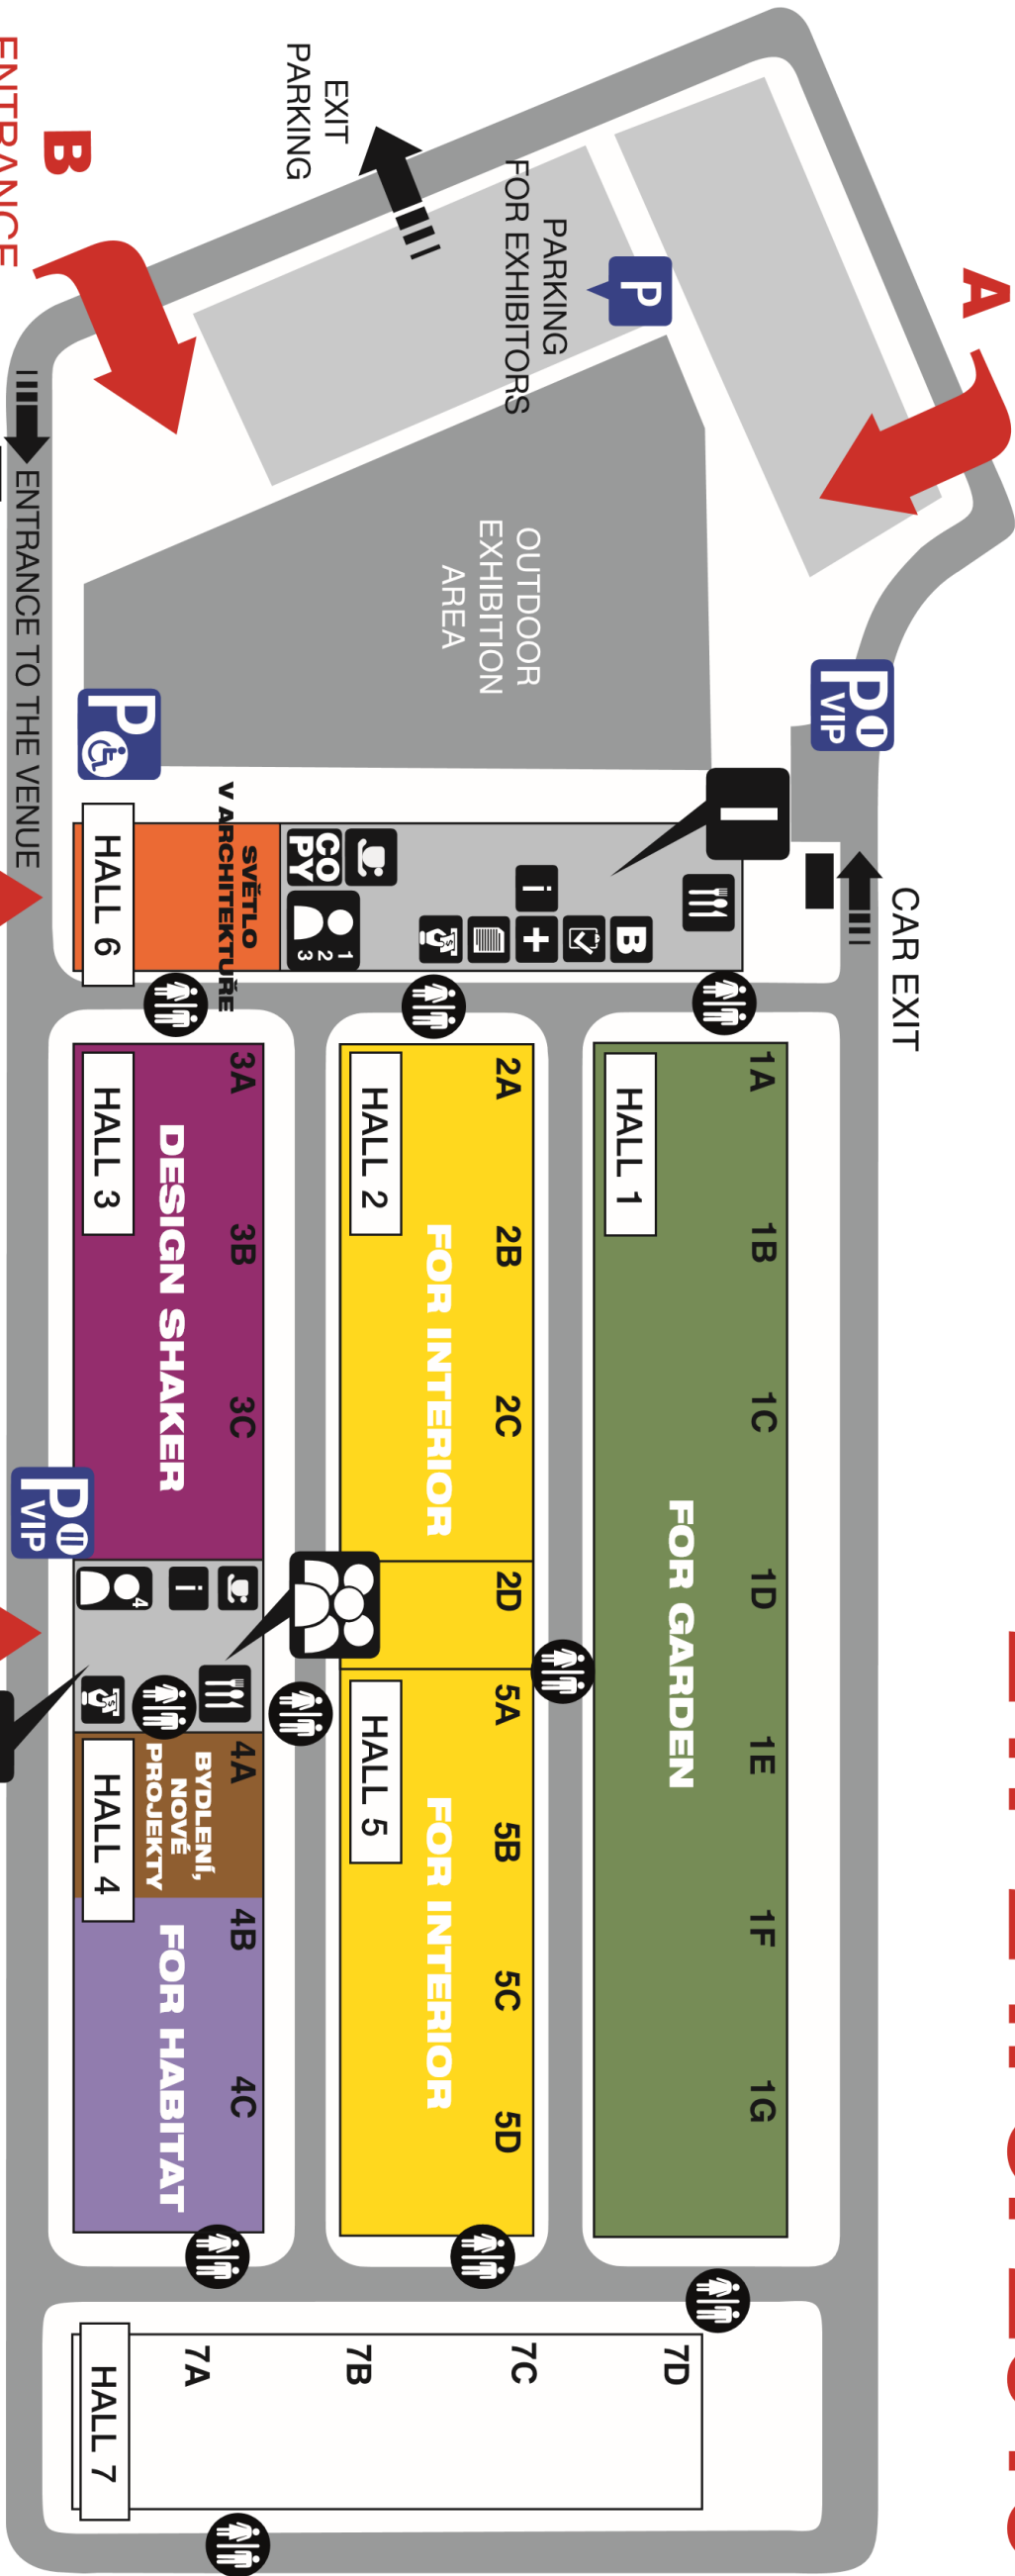 A
B
ENTRANCE
EXIT
PARKING
PARKING
FOR EXHIBITORS
P
OUTDOOR
EXHIBITION
AREA
ENTRANCE TO THE VENUE
CAR EXIT
P I
VIP
P
I
HALL 6
SVĚTLO
V ARCHITEKTUŘE
CO
PY
1
2
3
i
B
1A
1B
1C
1D
1E
1F
1G
HALL 1
FOR GARDEN
2A
2B
2C
2D
HALL 2
FOR INTERIOR
5A
5B
5C
5D
HALL 5
FOR INTERIOR
3A
3B
3C
HALL 3
DESIGN SHAKER
P II
VIP
4
i
4A
4B
4C
HALL 4
BYDLENÍ,
NOVÉ
PROJEKTY
FOR HABITAT
7D
7C
7B
7A
HALL 7